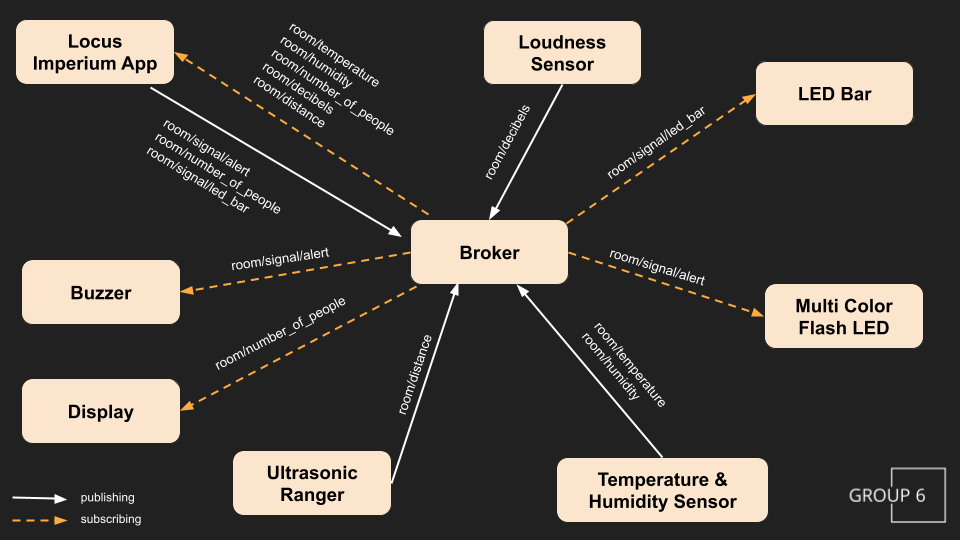 Locus
Imperium App
room/temperature
room/humidity
room/number_of_people
room/decibels
room/distance
Loudness
Sensor
LED Bar
room/signal/alert
room/number_of_people
room/signal/led_bar
room/decibels
room/signal/led_bar
Broker
Buzzer
room/signal/alert
room/signal/alert
Multi Color
Flash LED
room/number_of_people
Display
room/distance
room/temperature
room/humidity
Ultrasonic
Ranger
Temperature &
Humidity Sensor
publishing
subscribing
GROUP 6